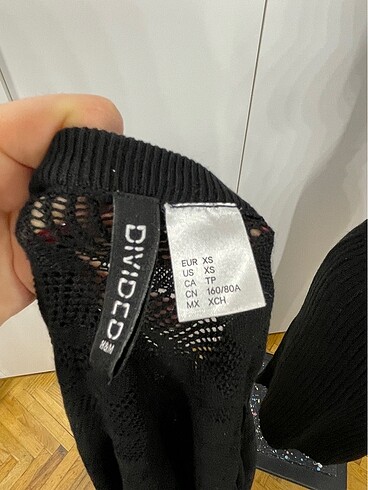 DIVIDED
H&M
EUR XS
US XS
CA TP
CN 160/80A
MX XCH